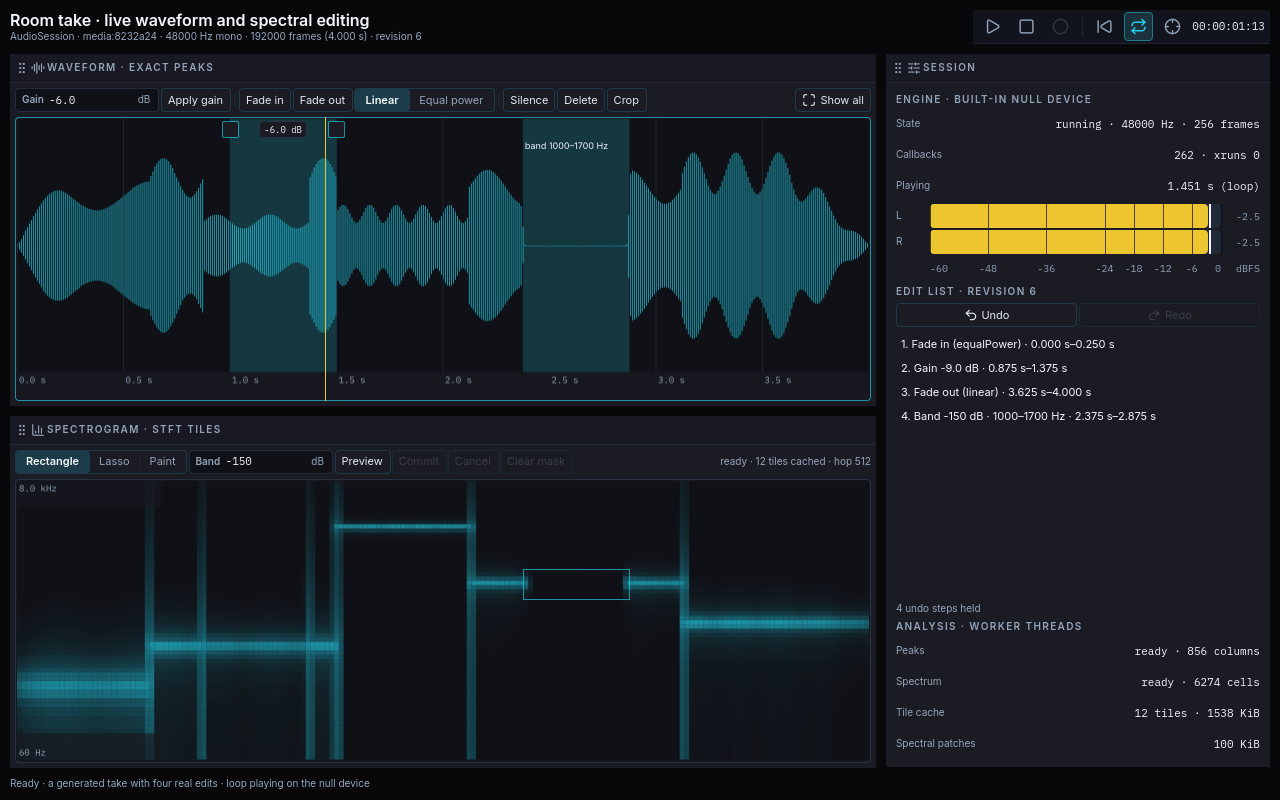 Room take · live waveform and spectral editing
AudioSession · media:8232a24 · 48000 Hz mono · 192000 frames (4.000 s) · revision 6
00:00:01:13
WAVEFORM · EXACT PEAKS
Gain -6.0 dB
Apply gain
Fade in
Fade out
Linear
Equal power
Silence
Delete
Crop
Show all
-6.0 dB
band 1000–1700 Hz
0.0 s
0.5 s
1.0 s
1.5 s
2.0 s
2.5 s
3.0 s
3.5 s
SPECTROGRAM · STFT TILES
Rectangle
Lasso
Paint
Band -150 dB
Preview
Commit
Cancel
Clear mask
ready · 12 tiles cached · hop 512
8.0 kHz
60 Hz
SESSION
ENGINE · BUILT-IN NULL DEVICE
State running · 48000 Hz · 256 frames
Callbacks 262 · xruns 0
Playing 1.451 s (loop)
L -2.5
R -2.5
-60 -48 -36 -24 -18 -12 -6 0 dBFS
EDIT LIST · REVISION 6
Undo
Redo
1. Fade in (equalPower) · 0.000 s–0.250 s
2. Gain -9.0 dB · 0.875 s–1.375 s
3. Fade out (linear) · 3.625 s–4.000 s
4. Band -150 dB · 1000–1700 Hz · 2.375 s–2.875 s
4 undo steps held
ANALYSIS · WORKER THREADS
Peaks ready · 856 columns
Spectrum ready · 6274 cells
Tile cache 12 tiles · 1538 KiB
Spectral patches 100 KiB
Ready · a generated take with four real edits · loop playing on the null device